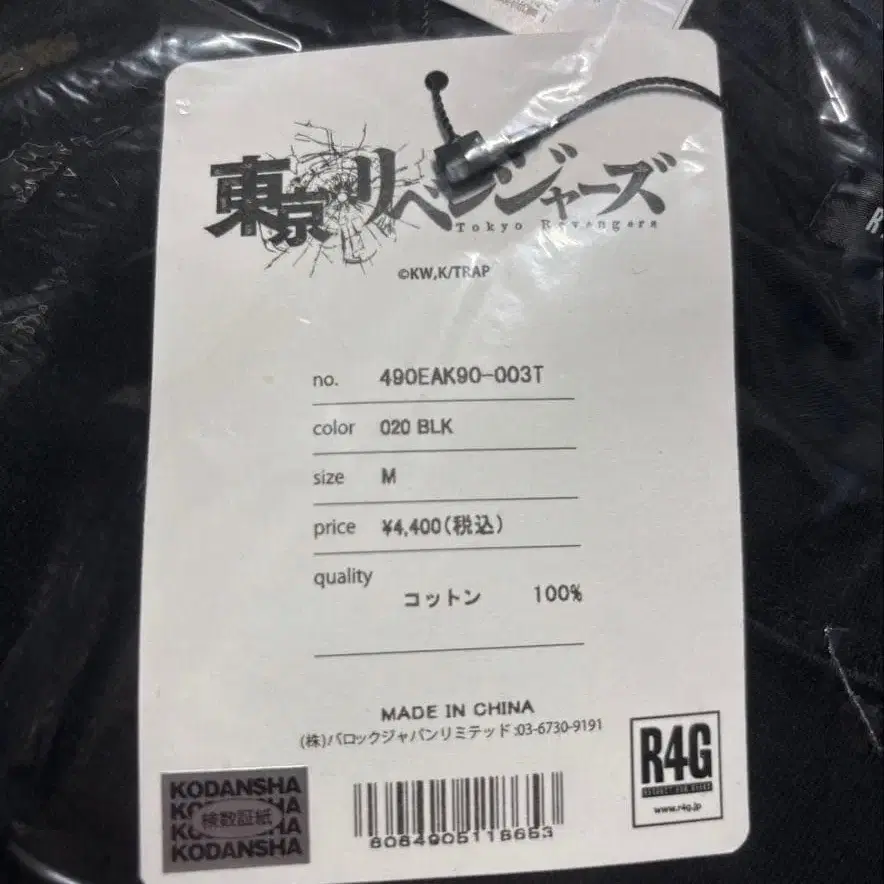 東京リベンジャーズ
Tokyo Revengers
©KW,K/TRAP
no. 490EAK90-003T
color 020 BLK
size M
price ¥4,400(税込)
quality
コットン 100%
MADE IN CHINA
(株)バロックジャパンリミテッド:03-6730-9191
KODANSHA
KODANSHA
検数証紙
KODANSHA
KODANSHA
8084905118653
R4G
www.r4g.jp